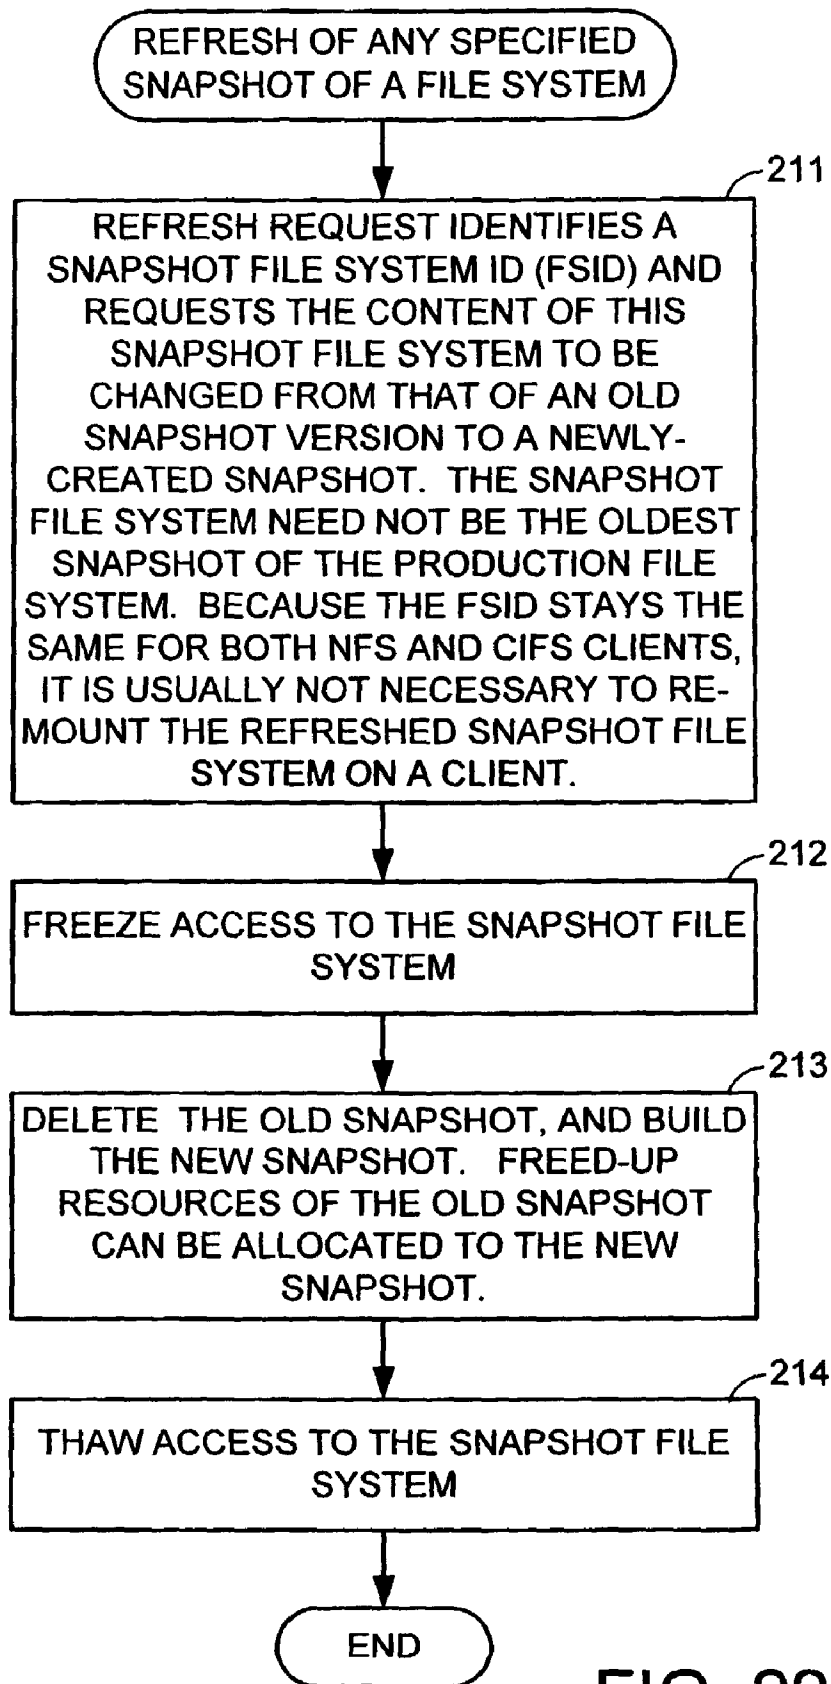 REFRESH OF ANY SPECIFIED
SNAPSHOT OF A FILE SYSTEM
211
REFRESH REQUEST IDENTIFIES A
SNAPSHOT FILE SYSTEM ID (FSID) AND
REQUESTS THE CONTENT OF THIS
SNAPSHOT FILE SYSTEM TO BE
CHANGED FROM THAT OF AN OLD
SNAPSHOT VERSION TO A NEWLY-
CREATED SNAPSHOT. THE SNAPSHOT
FILE SYSTEM NEED NOT BE THE OLDEST
SNAPSHOT OF THE PRODUCTION FILE
SYSTEM. BECAUSE THE FSID STAYS THE
SAME FOR BOTH NFS AND CIFS CLIENTS,
IT IS USUALLY NOT NECESSARY TO RE-
MOUNT THE REFRESHED SNAPSHOT FILE
SYSTEM ON A CLIENT.
212
FREEZE ACCESS TO THE SNAPSHOT FILE
SYSTEM
213
DELETE THE OLD SNAPSHOT, AND BUILD
THE NEW SNAPSHOT. FREED-UP
RESOURCES OF THE OLD SNAPSHOT
CAN BE ALLOCATED TO THE NEW
SNAPSHOT.
214
THAW ACCESS TO THE SNAPSHOT FILE
SYSTEM
END
FIG.